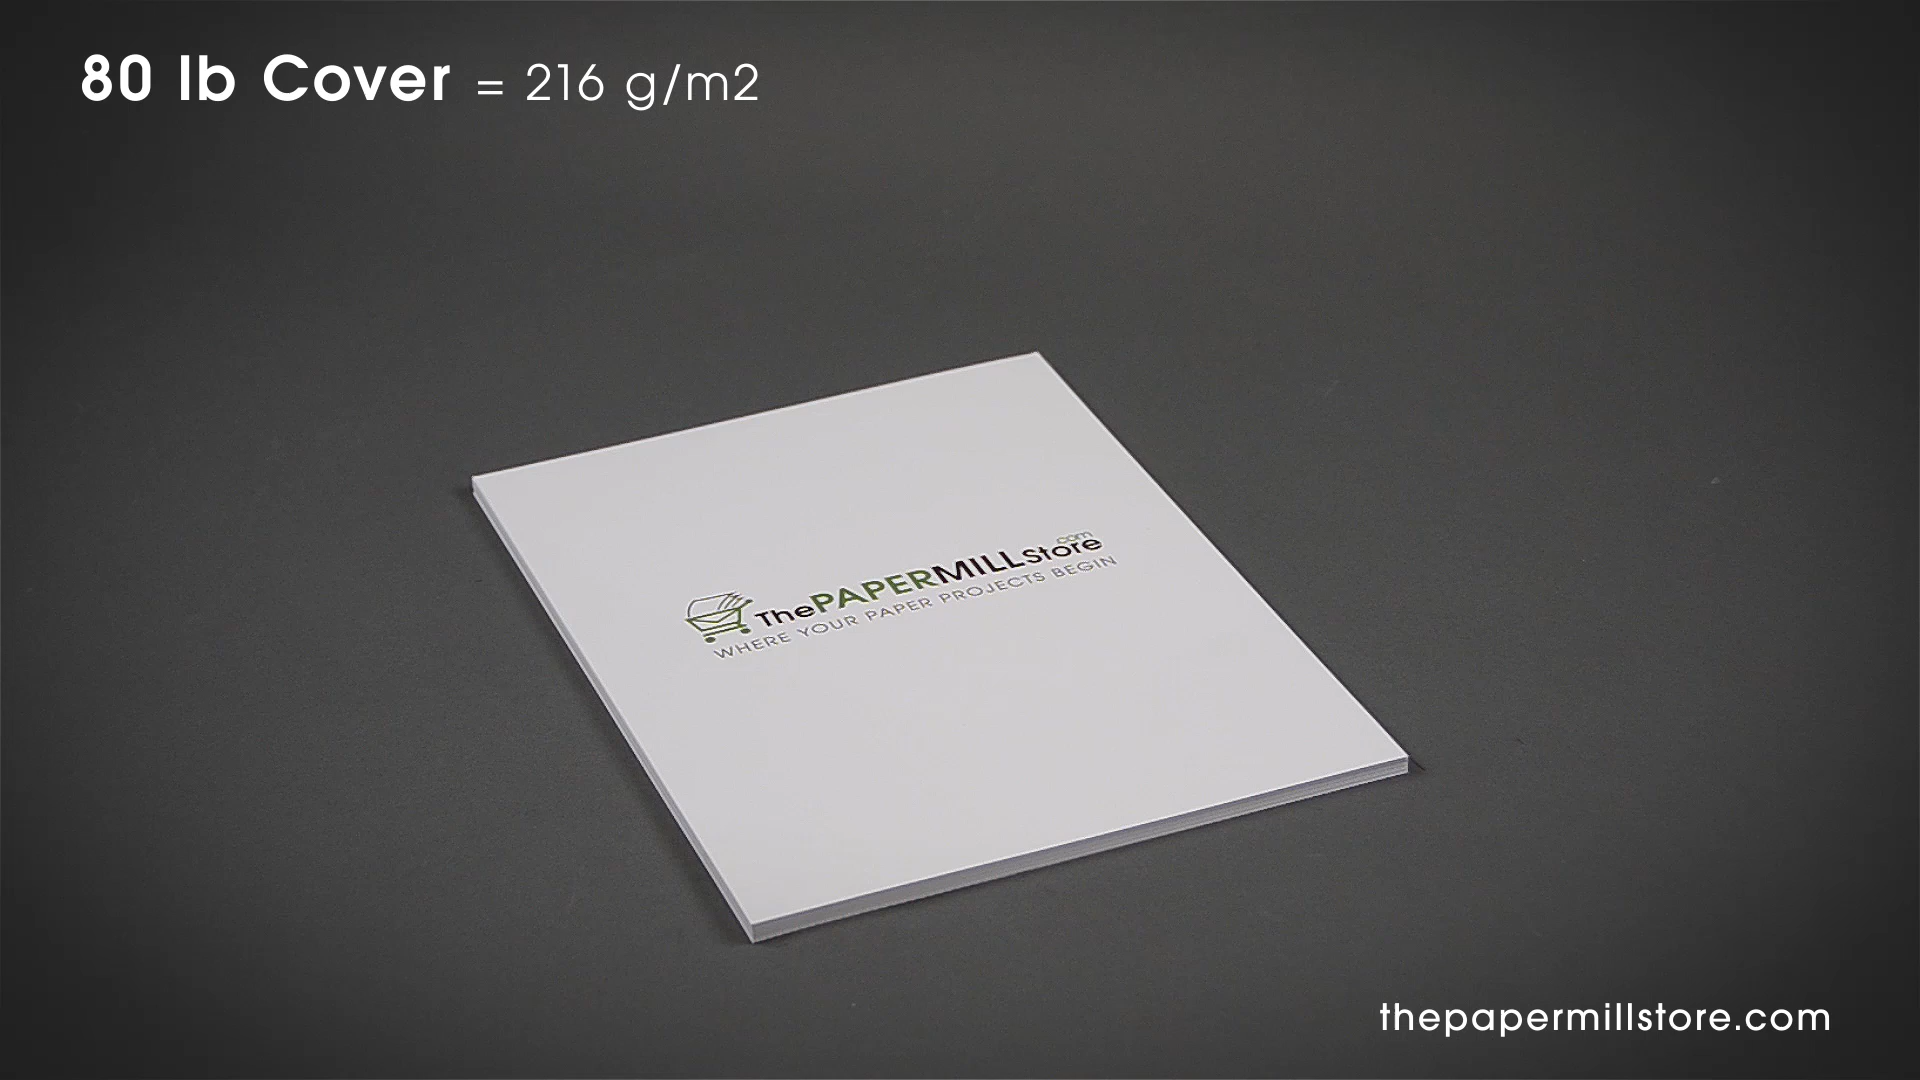 80 lb Cover = 216 g/m2
ThePAPERMILLStore.com
WHERE YOUR PAPER PROJECTS BEGIN
thepapermillstore.com